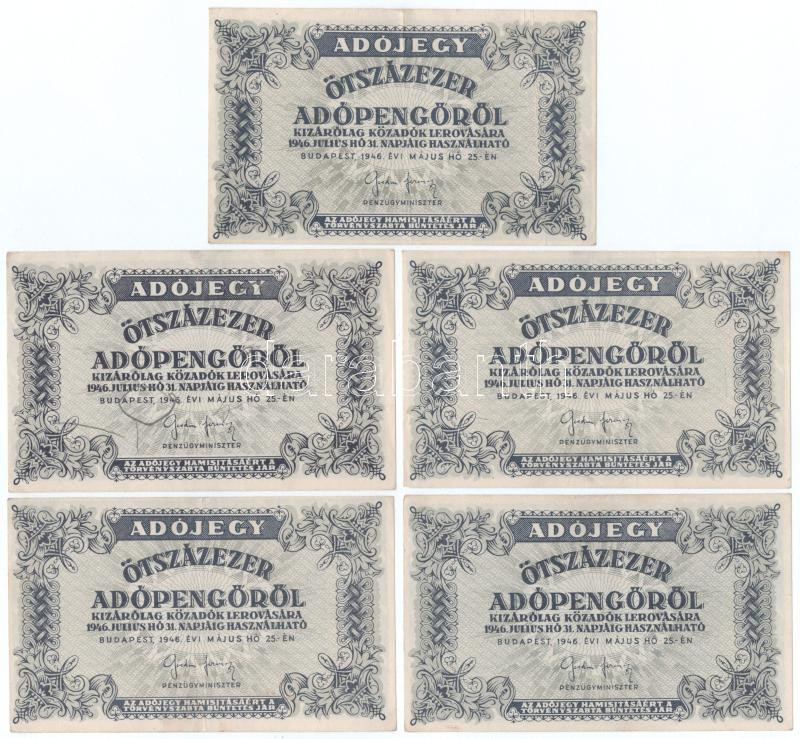 ADÓJEGY
ÖTSZÁZEZER
ADÓPENGŐRŐL
KIZÁRÓLAG KÖZADÓK LEROVÁSÁRA
1946. JULIUS HÓ 31. NAPJÁIG HASZNÁLHATÓ
BUDAPEST, 1946. ÉVI MÁJUS HÓ 25.-ÉN
PÉNZÜGYMINISZTER
AZ ADÓJEGY HAMISITÁSÁÉRT A
TÖRVÉNYSZABTA BÜNTETÉS JÁR
ADÓJEGY
ÖTSZÁZEZER
ADÓPENGŐRŐL
KIZÁRÓLAG KÖZADÓK LEROVÁSÁRA
1946. JULIUS HÓ 31. NAPJÁIG HASZNÁLHATÓ
BUDAPEST, 1946. ÉVI MÁJUS HÓ 25.-ÉN
PÉNZÜGYMINISZTER
AZ ADÓJEGY HAMISITÁSÁÉRT A
TÖRVÉNYSZABTA BÜNTETÉS JÁR
ADÓJEGY
ÖTSZÁZEZER
ADÓPENGŐRŐL
KIZÁRÓLAG KÖZADÓK LEROVÁSÁRA
1946. JULIUS HÓ 31. NAPJÁIG HASZNÁLHATÓ
BUDAPEST, 1946. ÉVI MÁJUS HÓ 25.-ÉN
PÉNZÜGYMINISZTER
AZ ADÓJEGY HAMISITÁSÁÉRT A
TÖRVÉNYSZABTA BÜNTETÉS JÁR
darabanth
ADÓJEGY
ÖTSZÁZEZER
ADÓPENGŐRŐL
KIZÁRÓLAG KÖZADÓK LEROVÁSÁRA
1946. JULIUS HÓ 31. NAPJÁIG HASZNÁLHATÓ
BUDAPEST, 1946. ÉVI MÁJUS HÓ 25.-ÉN
PÉNZÜGYMINISZTER
AZ ADÓJEGY HAMISITÁSÁÉRT A
TÖRVÉNYSZABTA BÜNTETÉS JÁR
ADÓJEGY
ÖTSZÁZEZER
ADÓPENGŐRŐL
KIZÁRÓLAG KÖZADÓK LEROVÁSÁRA
1946. JULIUS HÓ 31. NAPJÁIG HASZNÁLHATÓ
BUDAPEST, 1946. ÉVI MÁJUS HÓ 25.-ÉN
PÉNZÜGYMINISZTER
AZ ADÓJEGY HAMISITÁSÁÉRT A
TÖRVÉNYSZABTA BÜNTETÉS JÁR